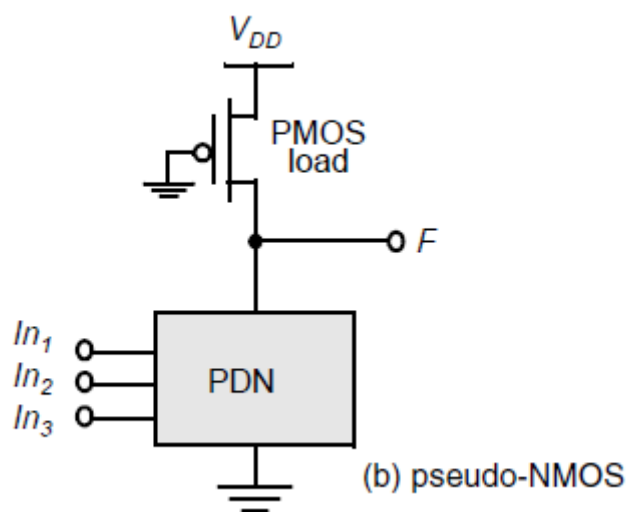 V_DD
PMOS
load
F
In_1
In_2
In_3
PDN
(b) pseudo-NMOS